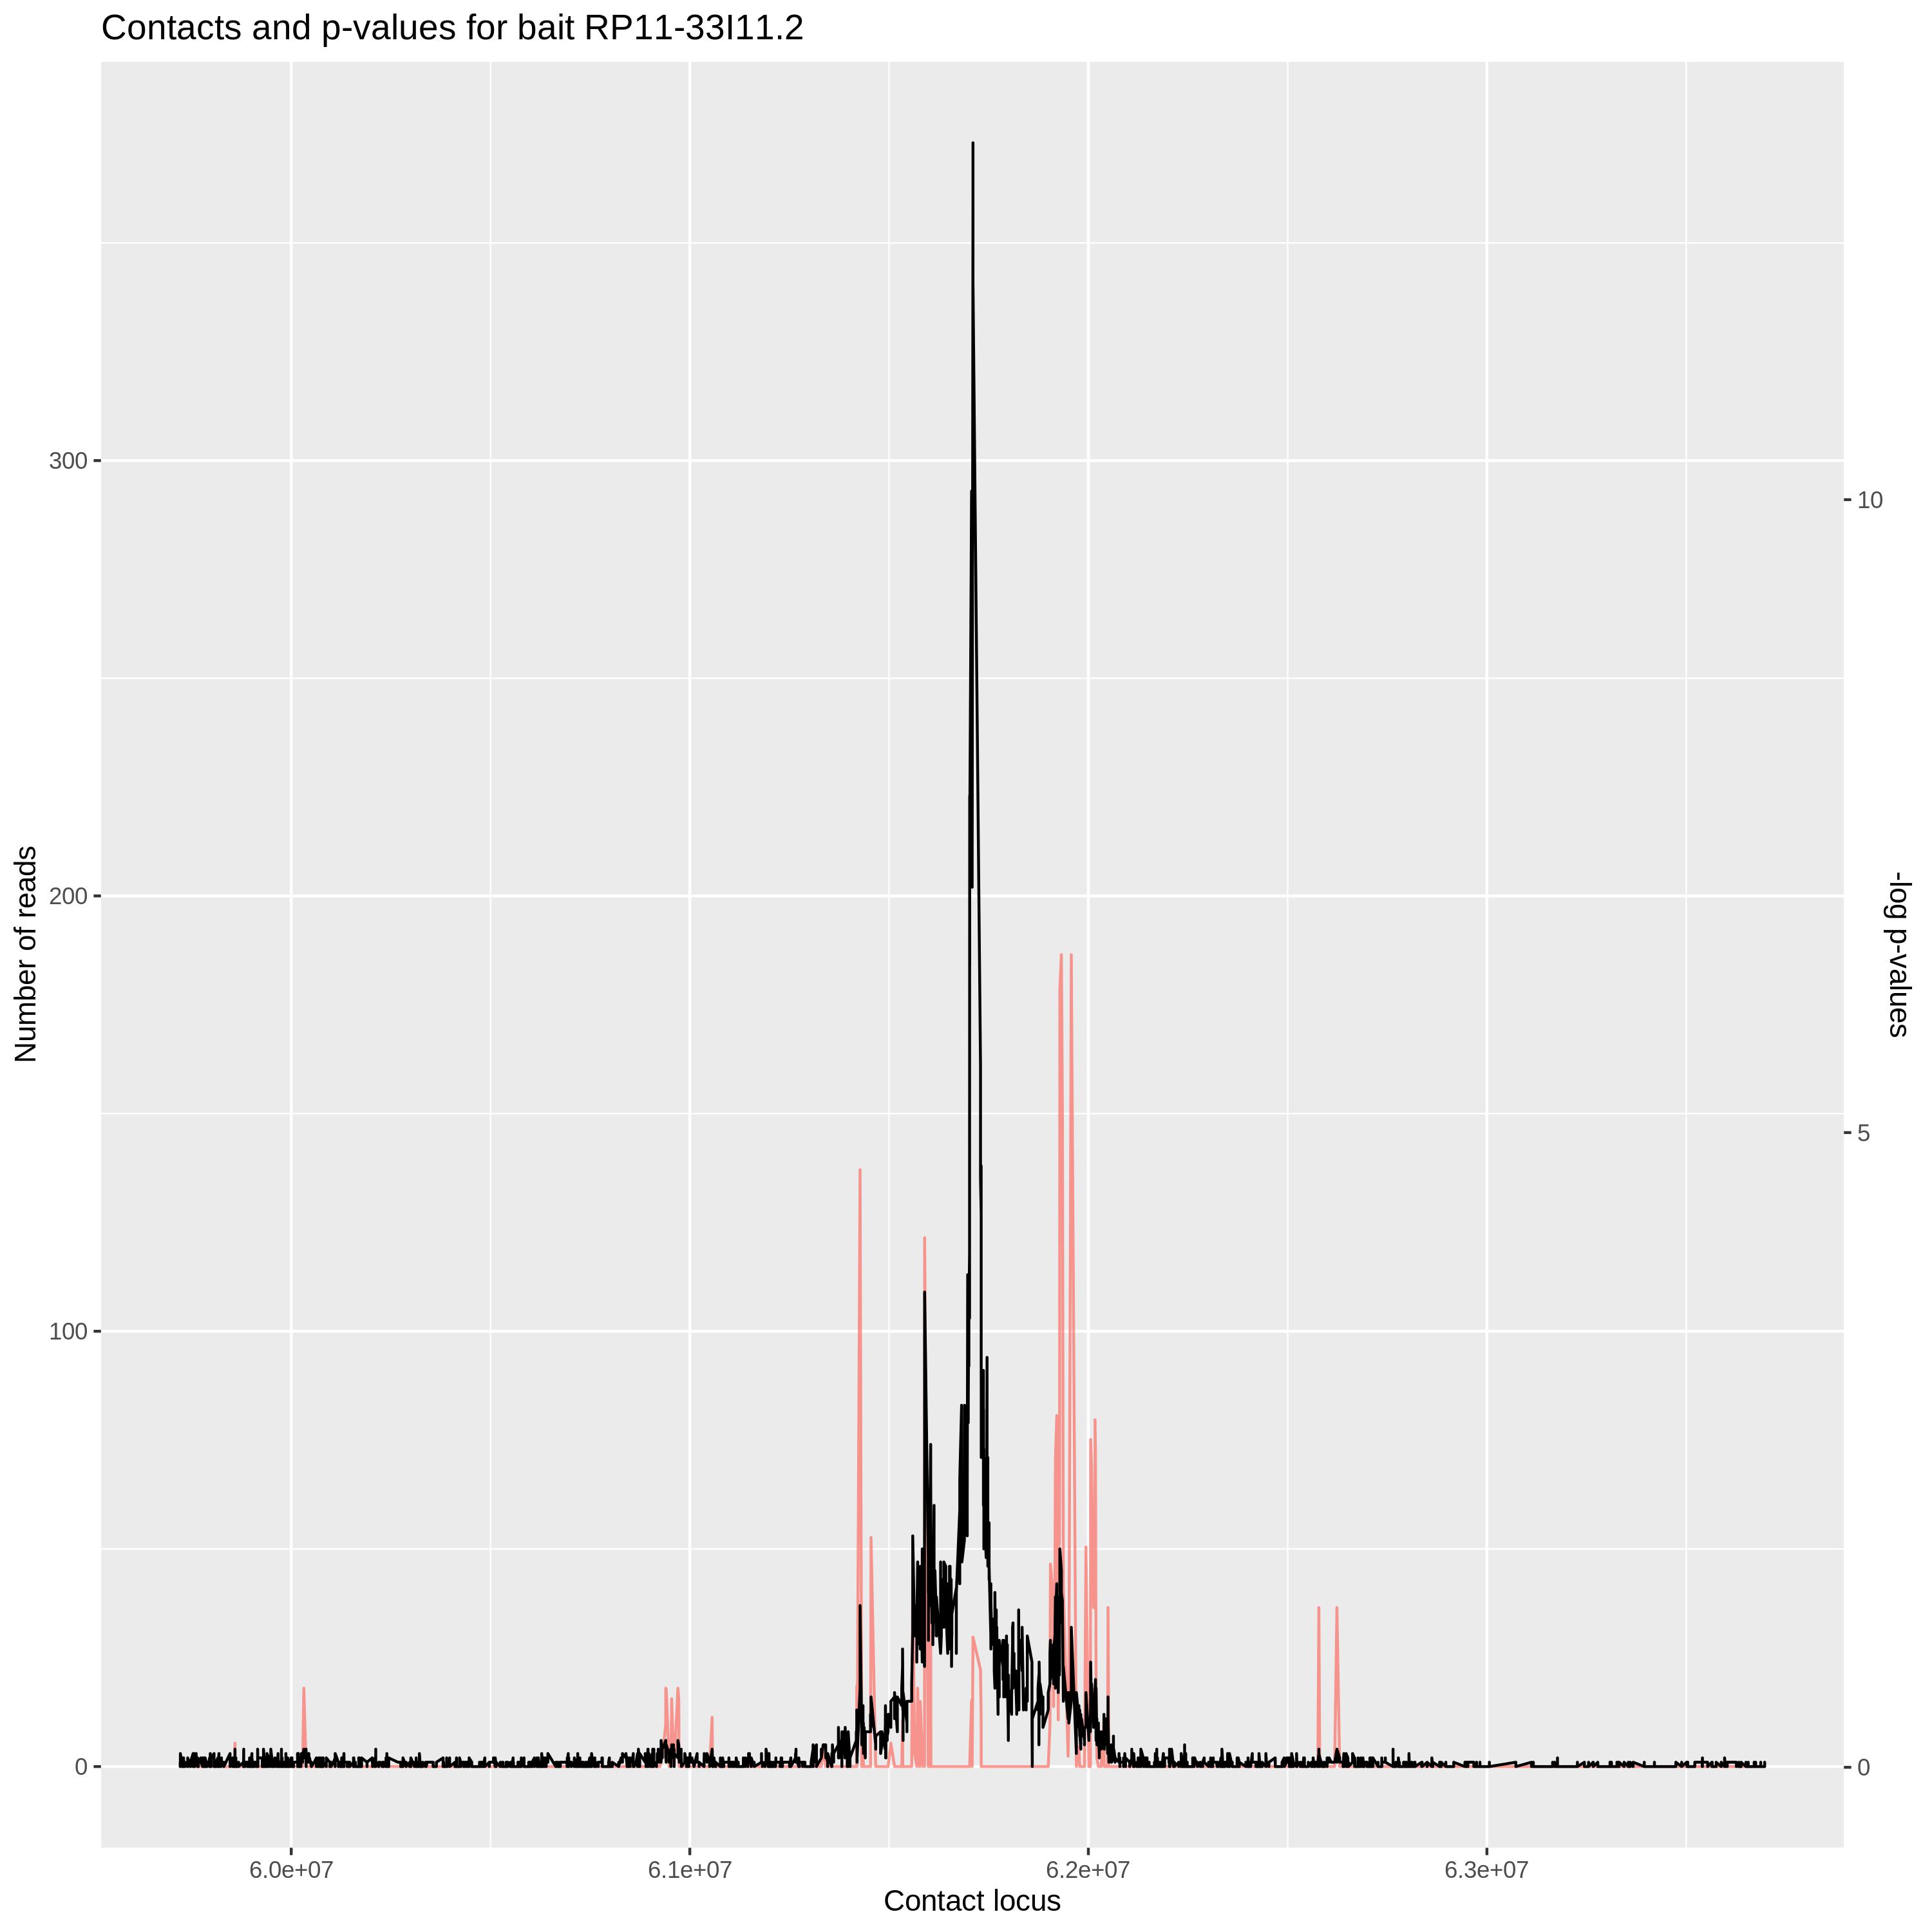 Contacts and p-values for bait RP11-33I11.2
300
200
100
0
10
5
0
Number of reads
-log p-values
6.0e+07
6.1e+07
6.2e+07
6.3e+07
Contact locus